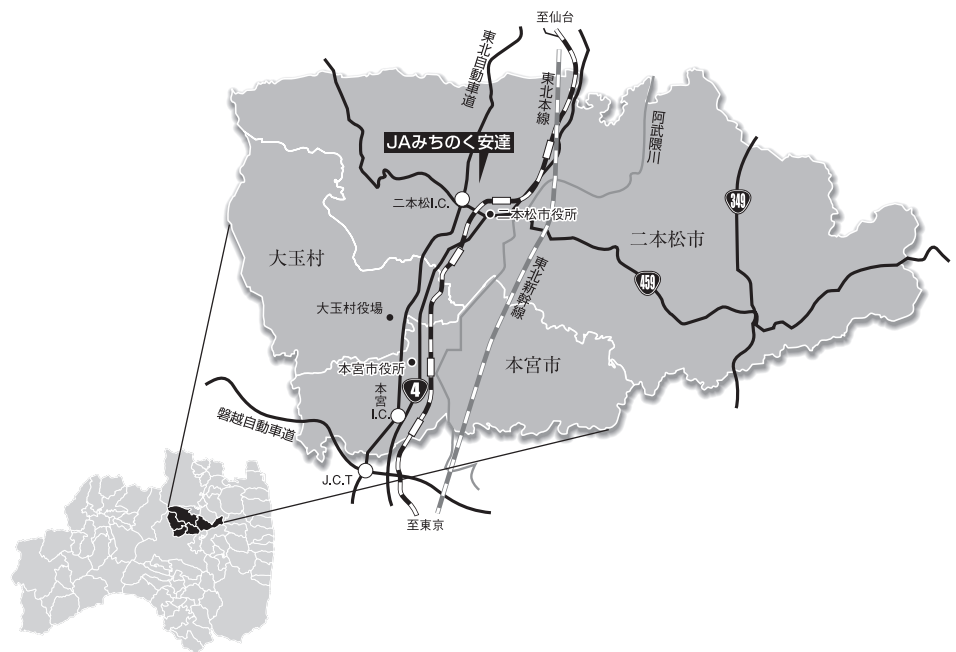 至仙台
東北自動車道
東北本線
阿武隈川
JAみちのく安達
二本松I.C.
二本松市役所
349
二本松市
大玉村
459
東北新幹線
大玉村役場
本宮市役所
本宮市
4
本宮
I.C.
磐越自動車道
J.C.T
至東京